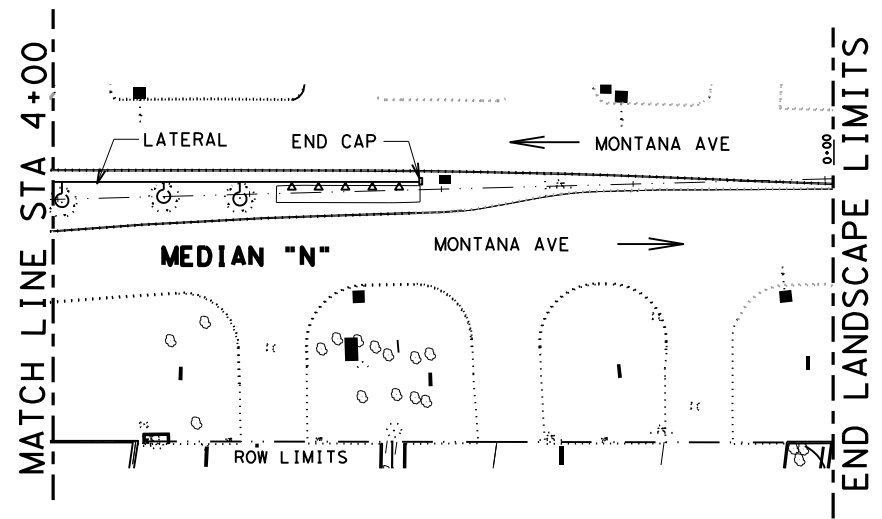 MATCH LINE STA 4+00
LATERAL
END CAP
MONTANA AVE
0+00
MEDIAN "N"
MONTANA AVE
ROW LIMITS
END LANDSCAPE LIMITS